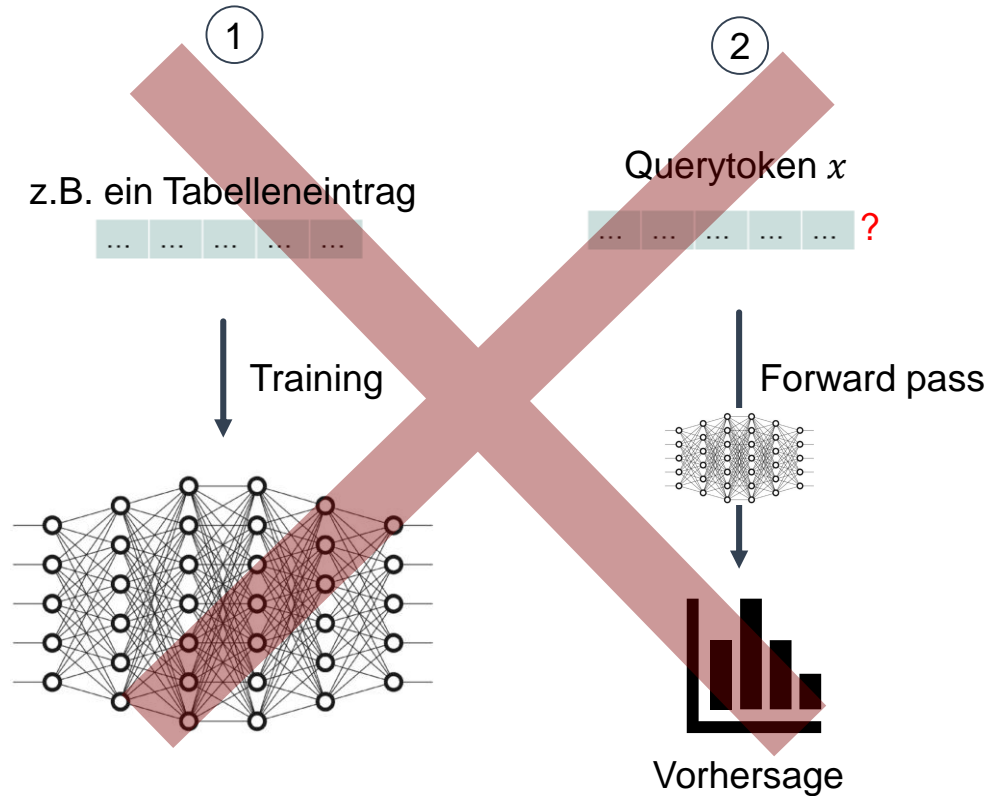 1
z.B. ein Tabelleneintrag
... ... ... ... ...
Training
2
Querytoken x
... ... ... ... ... ?
Forward pass
Vorhersage